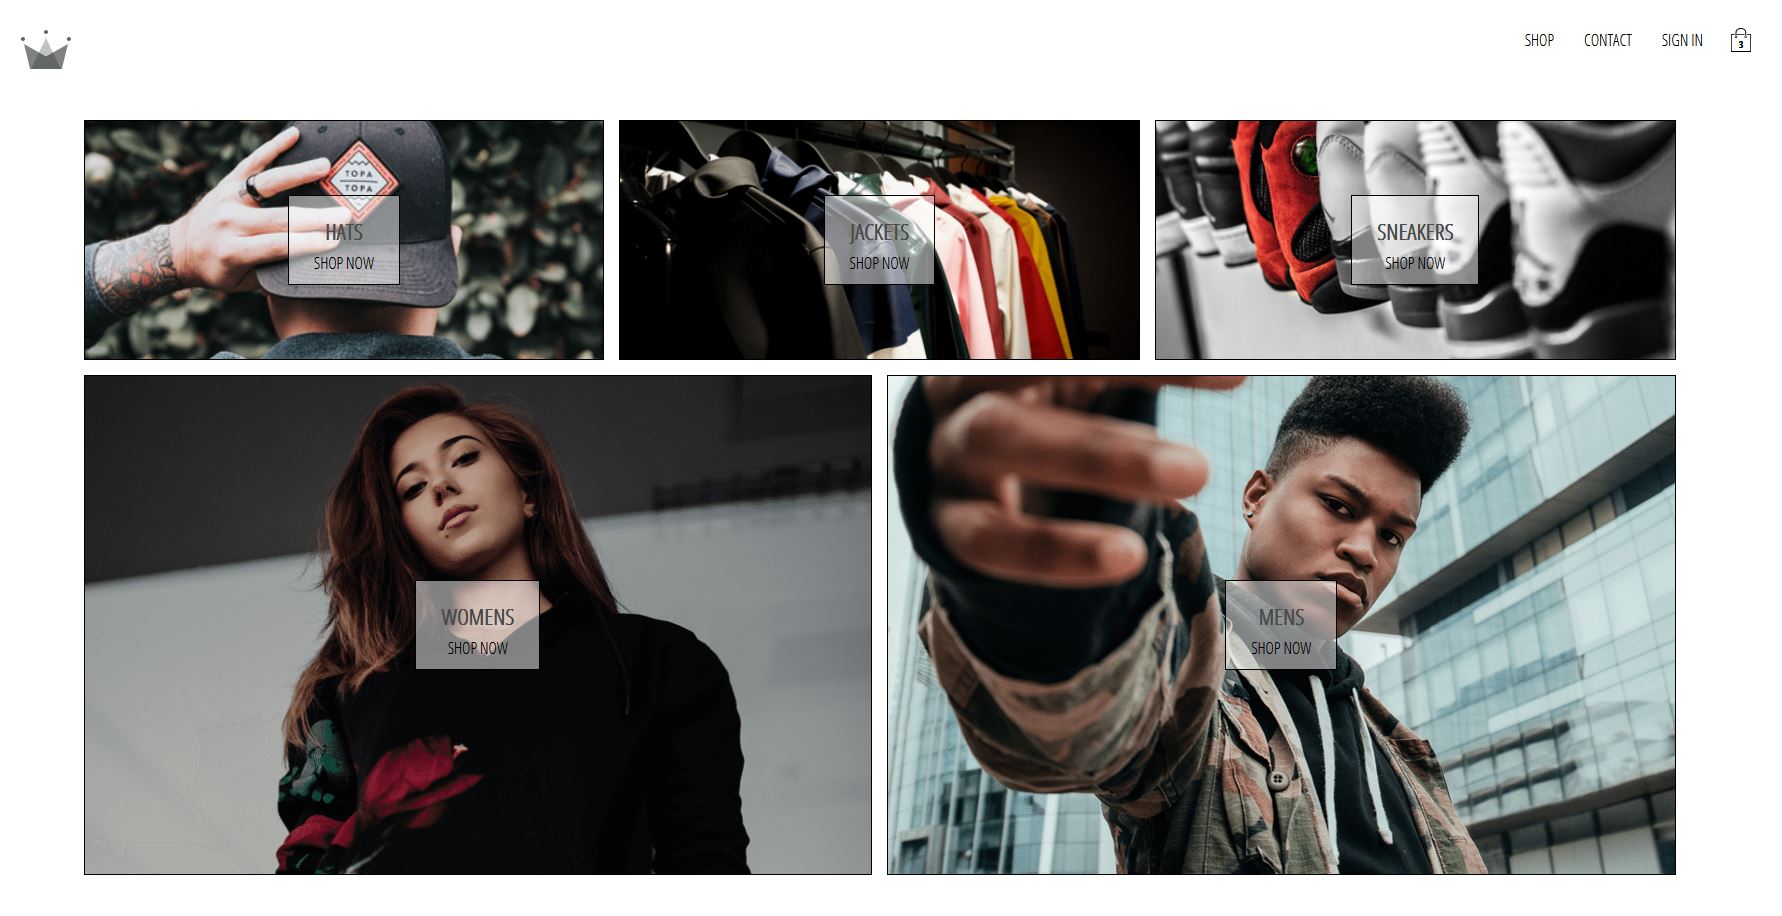 SHOP
CONTACT
SIGN IN
3
TOPA
TOPA
HATS
SHOP NOW
JACKETS
SHOP NOW
SNEAKERS
SHOP NOW
WOMENS
SHOP NOW
MENS
SHOP NOW